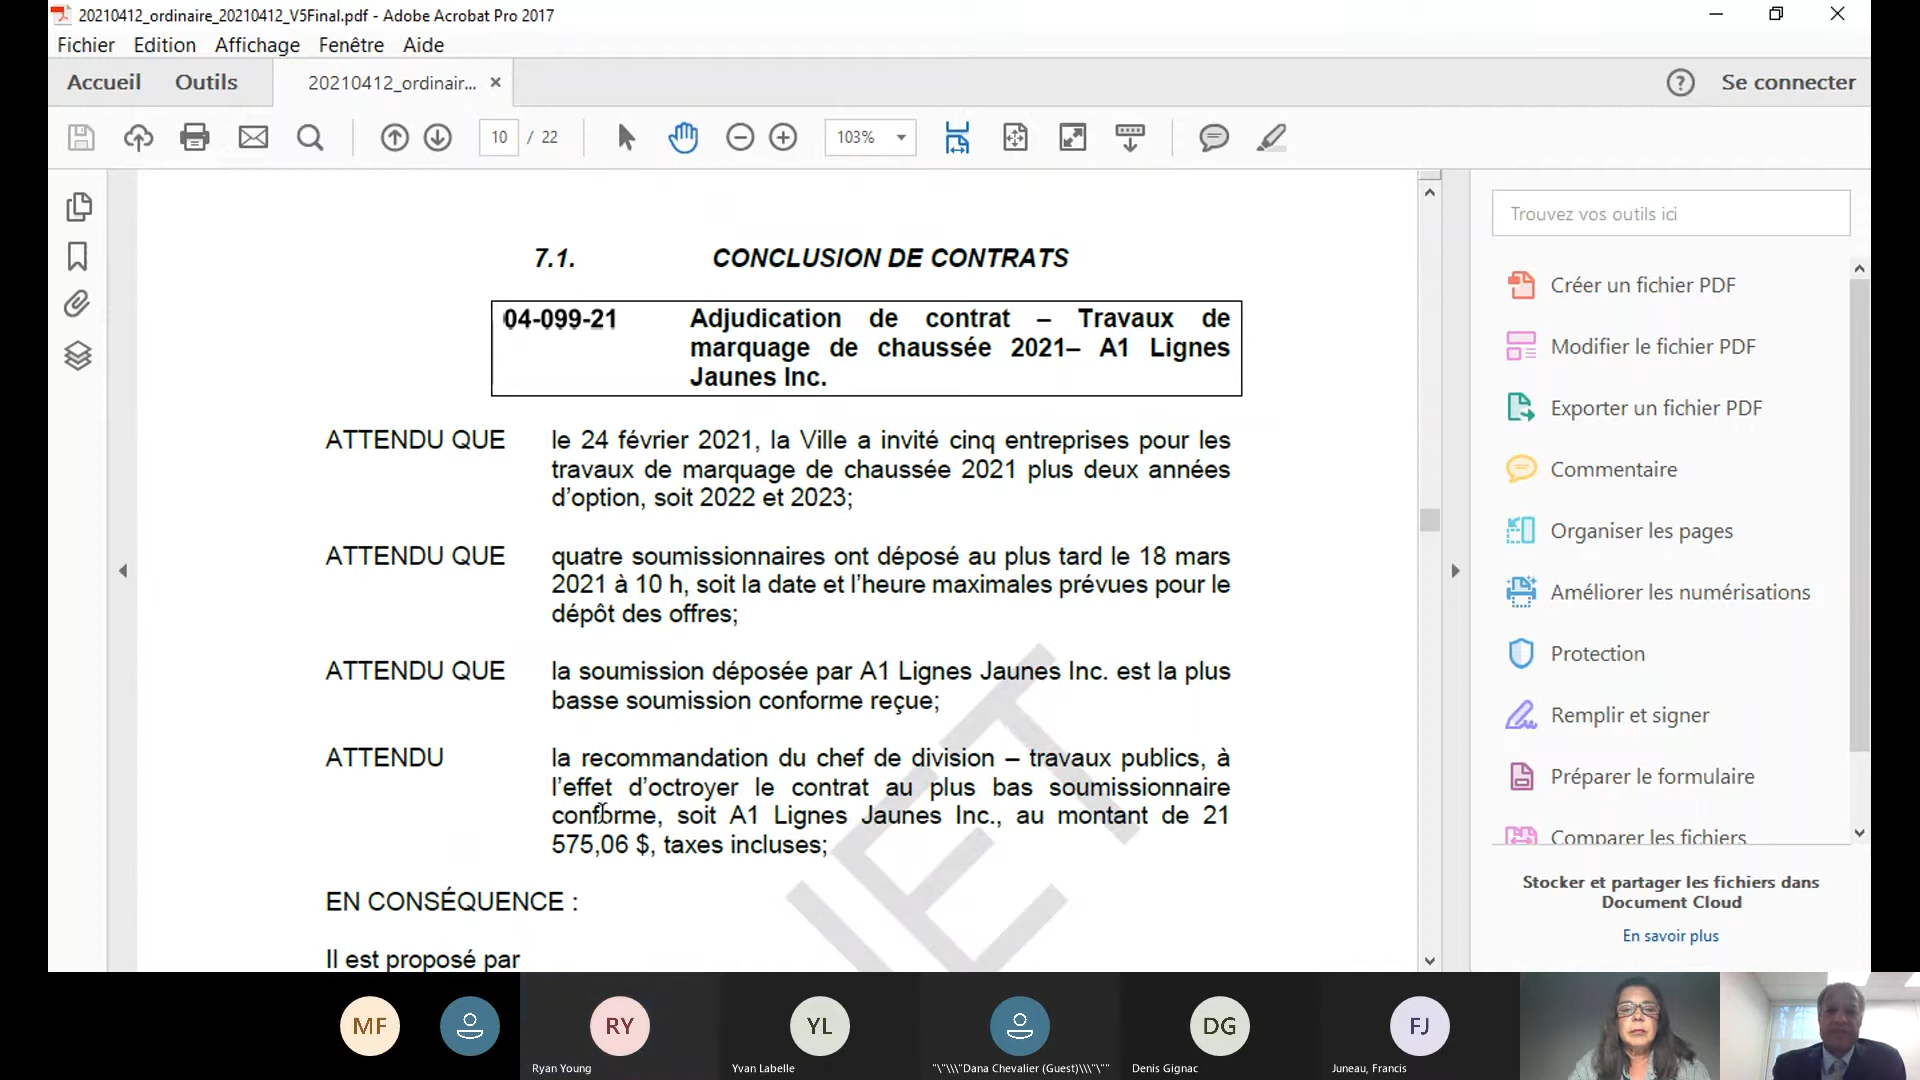 20210412_ordinaire_20210412_V5Final.pdf - Adobe Acrobat Pro 2017
Fichier Edition Affichage Fenêtre Aide
Accueil Outils 20210412_ordinair... × ? Se connecter
10 / 22 103%
Trouvez vos outils ici
7.1. CONCLUSION DE CONTRATS
04-099-21 Adjudication de contrat – Travaux de
marquage de chaussée 2021– A1 Lignes
Jaunes Inc.
ATTENDU QUE le 24 février 2021, la Ville a invité cinq entreprises pour les
travaux de marquage de chaussée 2021 plus deux années
d’option, soit 2022 et 2023;
ATTENDU QUE quatre soumissionnaires ont déposé au plus tard le 18 mars
2021 à 10 h, soit la date et l’heure maximales prévues pour le
dépôt des offres;
ATTENDU QUE la soumission déposée par A1 Lignes Jaunes Inc. est la plus
basse soumission conforme reçue;
ATTENDU la recommandation du chef de division – travaux publics, à
l’effet d’octroyer le contrat au plus bas soumissionnaire
conforme, soit A1 Lignes Jaunes Inc., au montant de 21
575,06 $, taxes incluses;
EN CONSÉQUENCE :
Il est proposé par
Créer un fichier PDF
Modifier le fichier PDF
Exporter un fichier PDF
Commentaire
Organiser les pages
Améliorer les numérisations
Protection
Remplir et signer
Préparer le formulaire
Comparer les fichiers
Stocker et partager les fichiers dans
Document Cloud
En savoir plus
MF RY YL DG FJ
Ryan Young Yvan Labelle "\"\\\"Dana Chevalier (Guest)\\\"\"" Denis Gignac Juneau, Francis